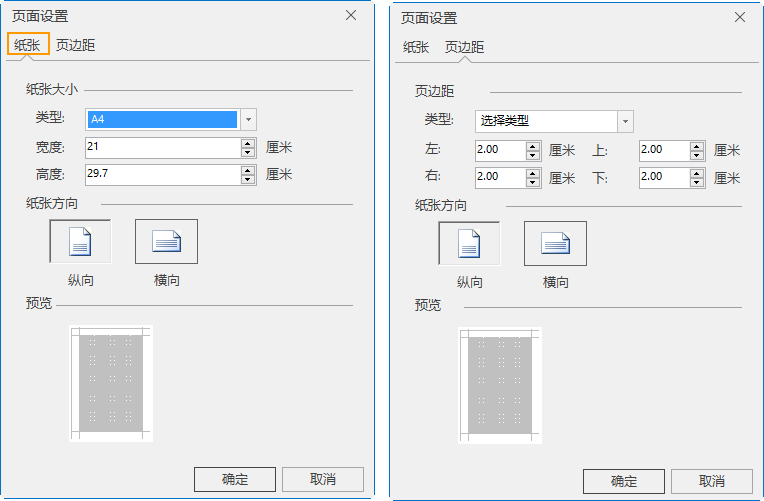 页面设置
纸张 页边距
纸张大小
类型: A4
宽度: 21 厘米
高度: 29.7 厘米
纸张方向
纵向 横向
预览
确定 取消
页面设置
纸张 页边距
页边距
类型: 选择类型
左: 2.00 厘米 上: 2.00 厘米
右: 2.00 厘米 下: 2.00 厘米
纸张方向
纵向 横向
预览
确定 取消